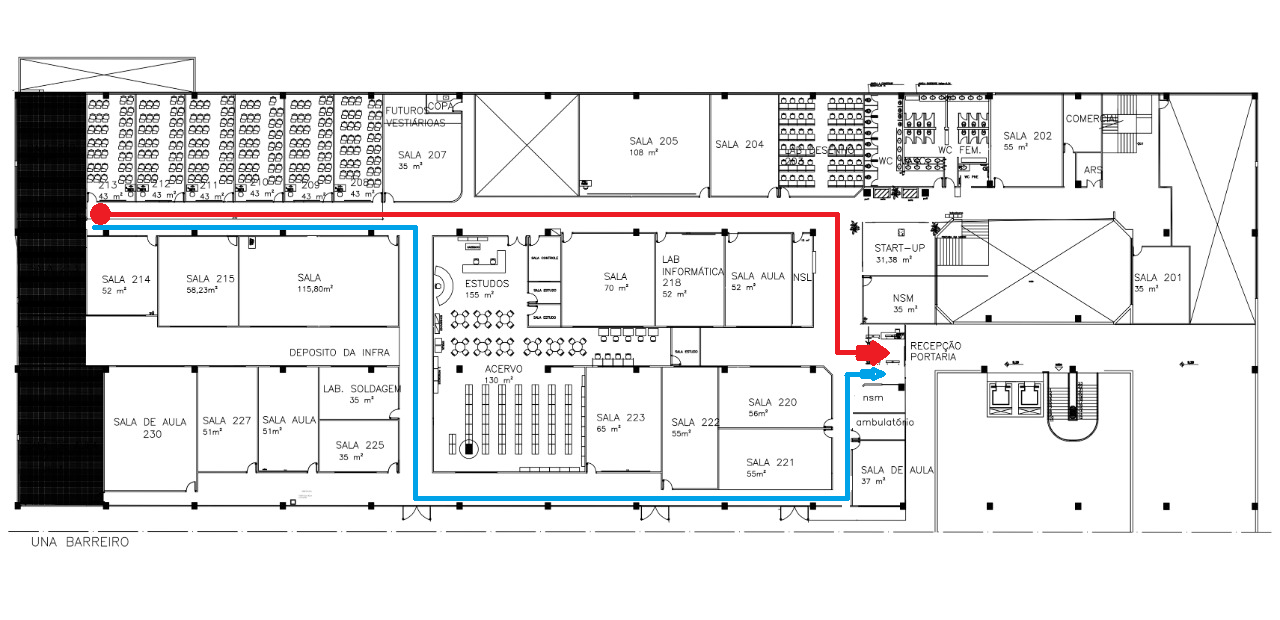 FUTUROS
VESTIÁRIOAS
COPA
213
43 m²
212
43 m²
211
43 m²
210
43 m²
209
43 m²
208
43 m²
SALA 207
35 m²
SALA 205
108 m²
SALA 204
WC
WC FEM.
WC PNE
SALA 202
55 m²
COMERCIAL
ARS
SALA 214
52 m²
SALA 215
58,23m²
SALA
115,80m²
ESTUDOS
155 m²
SALA CONTROLE
SALA ESTUDO
SALA ESTUDO
SALA
70 m²
LAB
INFORMÁTICA
218
52 m²
SALA AULA
52 m²
NSL
START-UP
31,38 m²
NSM
35 m²
SALA 201
35 m²
DEPOSITO DA INFRA
SALA ESTUDO
RECEPÇÃO
PORTARIA
ACERVO
130 m²
SALA DE AULA
230
SALA 227
51m²
SALA AULA
51m²
LAB. SOLDAGEM
35 m²
SALA 225
35 m²
SALA 223
65 m²
SALA 222
55m²
SALA 220
56m²
SALA 221
55m²
nsm
ambulatório
SALA DE AULA
37 m²
UNA BARREIRO